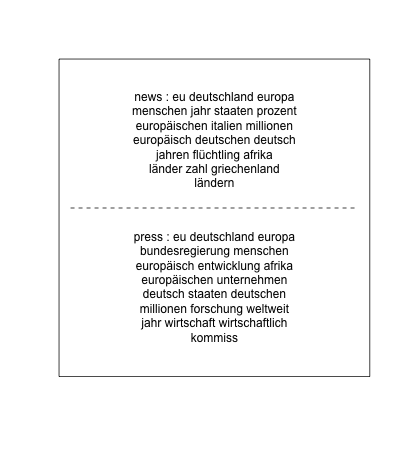 news : eu deutschland europa
menschen jahr staaten prozent
europäischen italien millionen
europäisch deutschen deutsch
jahren flüchtling afrika
länder zahl griechenland
ländern
press : eu deutschland europa
bundesregierung menschen
europäisch entwicklung afrika
europäischen unternehmen
deutsch staaten deutschen
millionen forschung weltweit
jahr wirtschaft wirtschaftlich
kommiss